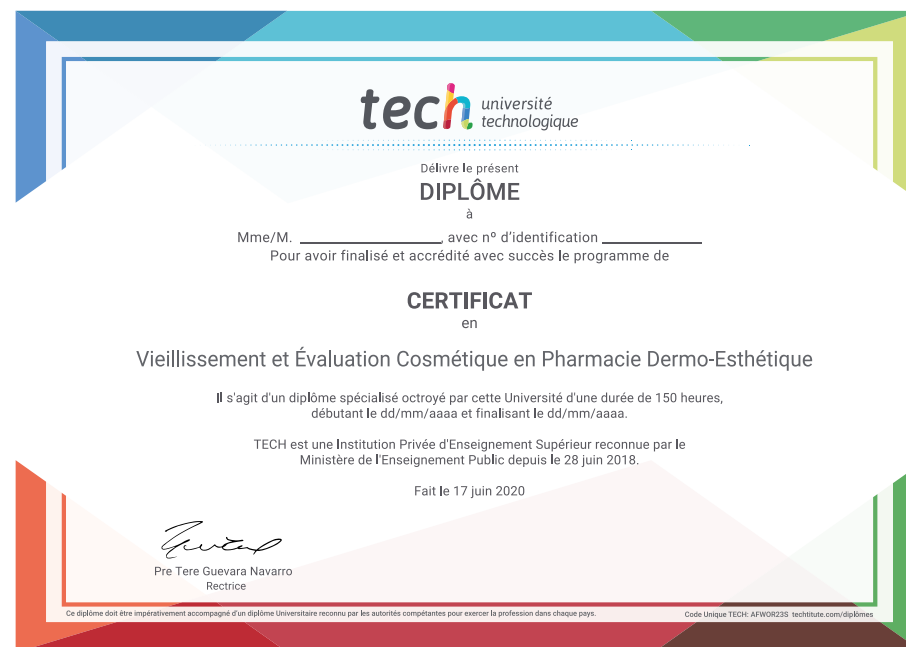 tech université
technologique
Délivre le présent
DIPLÔME
à
Mme/M. ____________________, avec nº d'identification ______________
Pour avoir finalisé et accrédité avec succès le programme de
CERTIFICAT
en
Vieillissement et Évaluation Cosmétique en Pharmacie Dermo-Esthétique
Il s'agit d'un diplôme spécialisé octroyé par cette Université d'une durée de 150 heures,
débutant le dd/mm/aaaa et finalisant le dd/mm/aaaa.
TECH est une Institution Privée d'Enseignement Supérieur reconnue par le
Ministère de l'Enseignement Public depuis le 28 juin 2018.
Fait le 17 juin 2020
Pre Tere Guevara Navarro
Rectrice
Ce diplôme doit être impérativement accompagné d'un diplôme Universitaire reconnu par les autorités compétantes pour exercer la profession dans chaque pays.
Code Unique TECH: AFWOR23S techtitute.com/diplômes